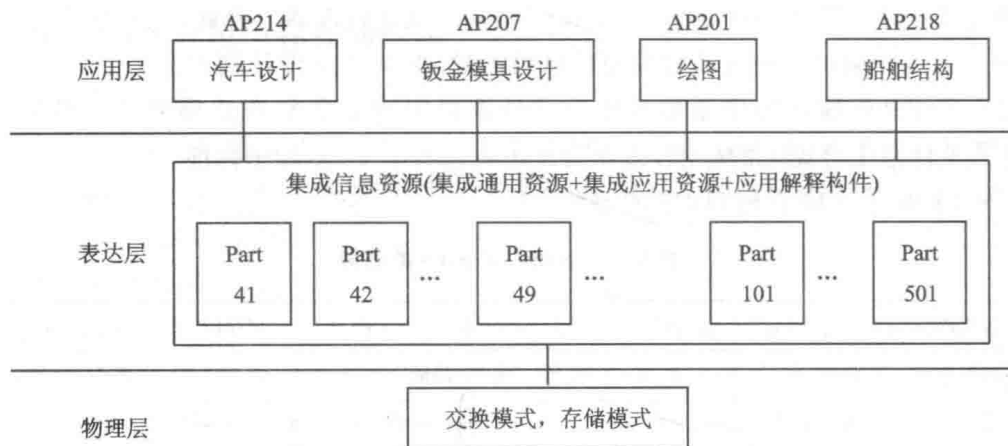 AP214 AP207 AP201 AP218
应用层 汽车设计 钣金模具设计 绘图 船舶结构
集成信息资源(集成通用资源+集成应用资源+应用解释构件)
表达层
Part 41
Part 42
...
Part 49
...
Part 101
...
Part 501
物理层 交换模式，存储模式